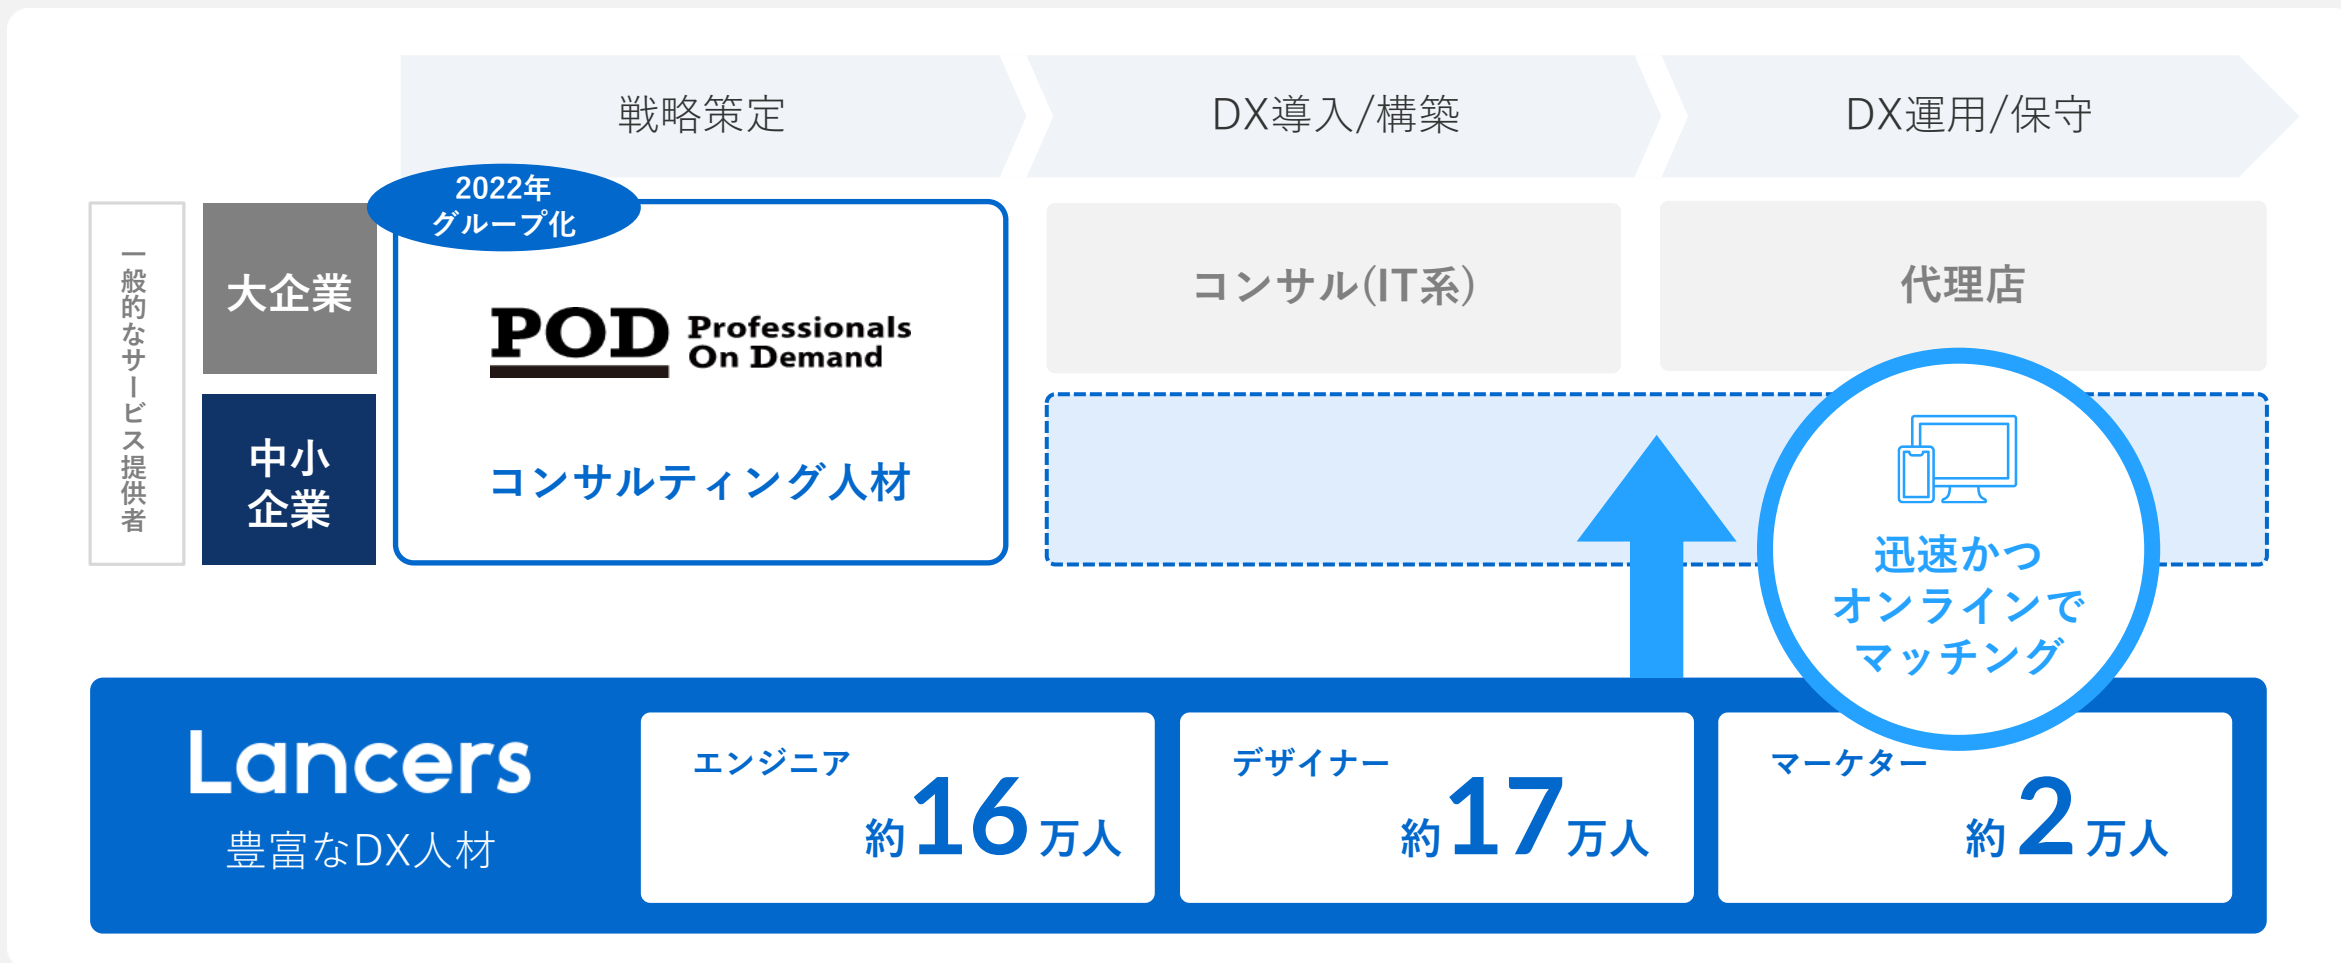 戦略策定
DX導入/構築
DX運用/保守
2022年
グループ化
一般的なサービス提供者
大企業
POD Professionals
On Demand
コンサル(IT系)
代理店
中小
企業
コンサルティング人材
迅速かつ
オンラインで
マッチング
Lancers
豊富なDX人材
エンジニア
約16万人
デザイナー
約17万人
マーケター
約2万人